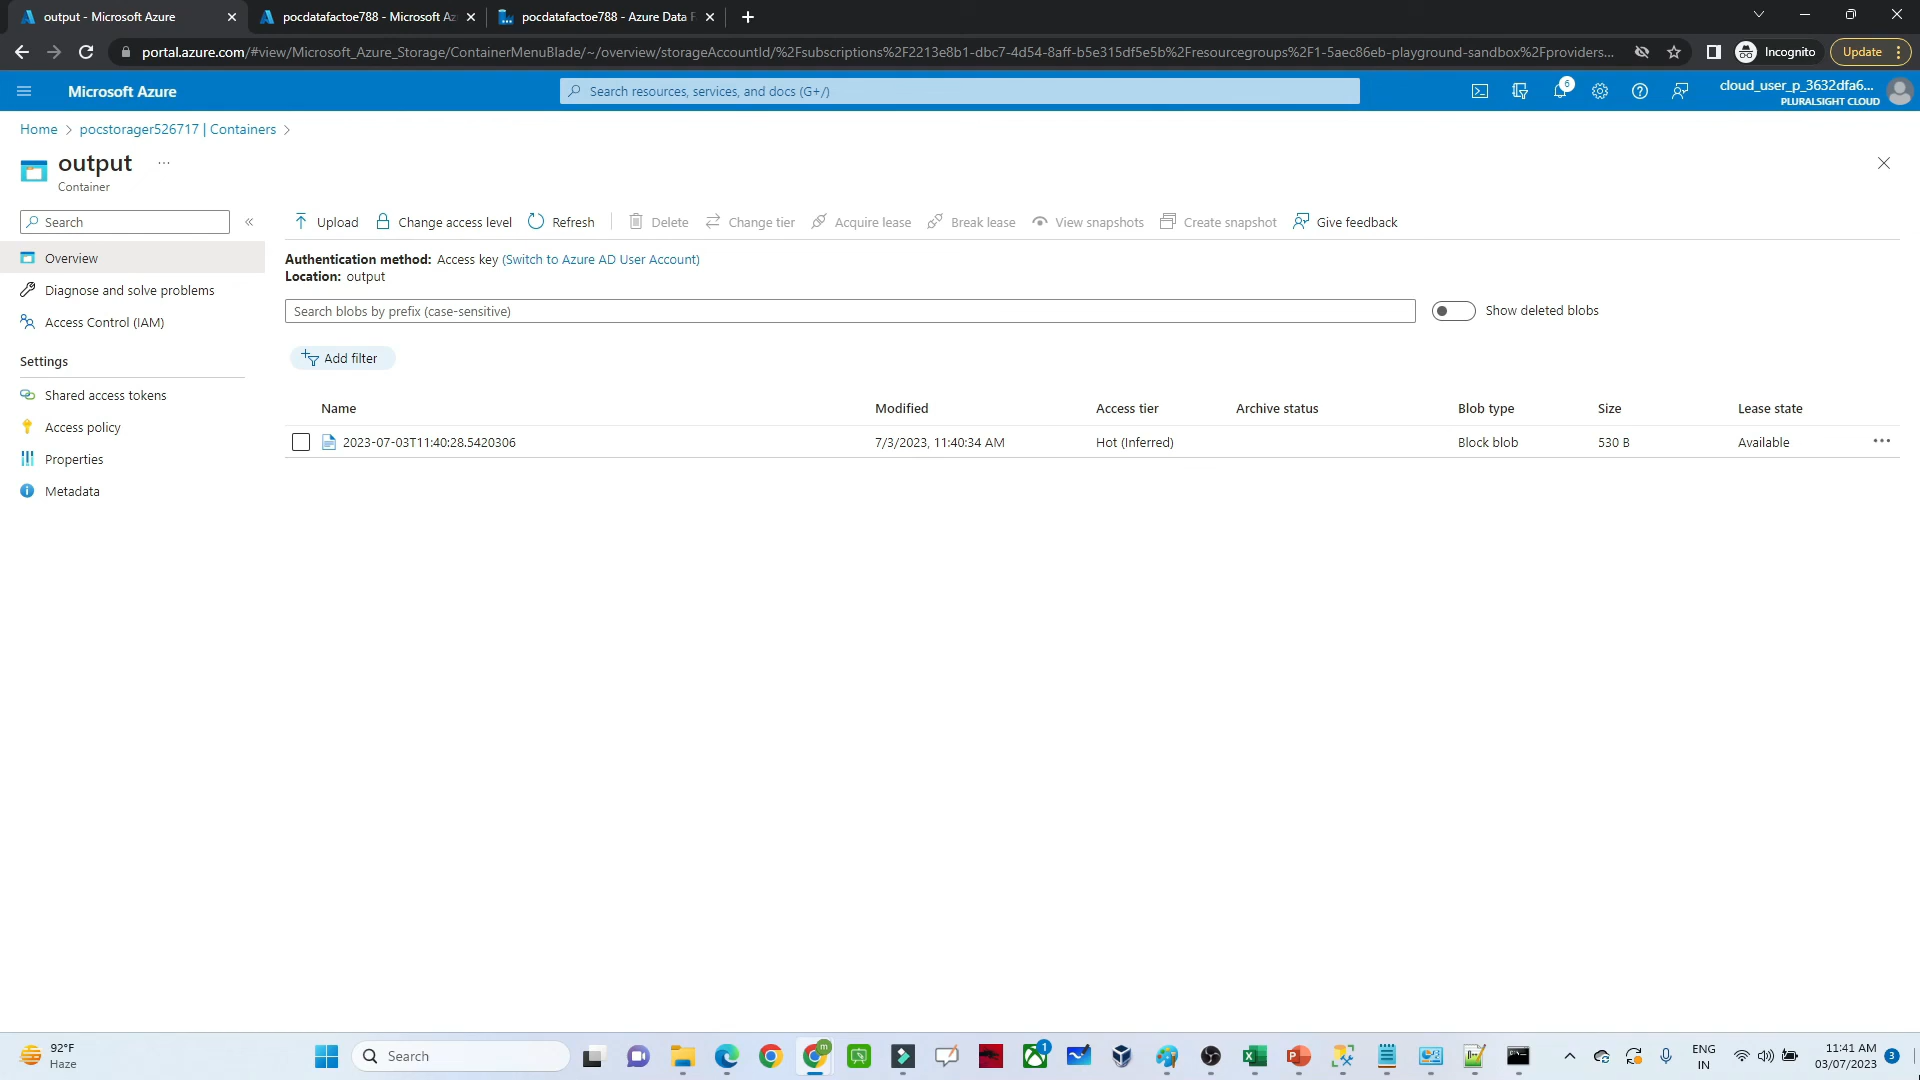 output - Microsoft Azure
pocdatafactoe788 - Microsoft Az
pocdatafactoe788 - Azure Data F
portal.azure.com/#view/Microsoft_Azure_Storage/ContainerMenuBlade/~/overview/storageAccountId/%2Fsubscriptions%2F2213e8b1-dbc7-4d54-8aff-b5e315df5e5b%2Fresourcegroups%2F1-5aec86eb-playground-sandbox%2Fproviders...
Incognito
Update
Microsoft Azure
Search resources, services, and docs (G+/)
6
cloud_user_p_3632dfa6...
PLURALSIGHT CLOUD
Home > pocstorager526717 | Containers >
output ...
Container
Search
«
Upload
Change access level
Refresh
Delete
Change tier
Acquire lease
Break lease
View snapshots
Create snapshot
Give feedback
Overview
Diagnose and solve problems
Access Control (IAM)
Settings
Shared access tokens
Access policy
Properties
Metadata
Authentication method: Access key (Switch to Azure AD User Account)
Location: output
Search blobs by prefix (case-sensitive)
Show deleted blobs
Add filter
Name Modified Access tier Archive status Blob type Size Lease state
2023-07-03T11:40:28.5420306 7/3/2023, 11:40:34 AM Hot (Inferred) Block blob 530 B Available ...
92°F
Haze
Search
m
1
ENG
IN
11:41 AM
03/07/2023
3